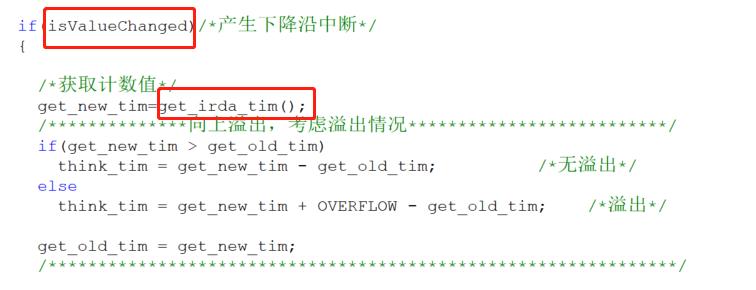 if(isValueChanged)/*产生下降沿中断*/
{
/*获取计数值*/
get_new_tim=get_irda_tim();
/**************向上溢出，考虑溢出情况**************************/
if(get_new_tim > get_old_tim)
think_tim = get_new_tim - get_old_tim; /*无溢出*/
else
think_tim = get_new_tim + OVERFLOW - get_old_tim; /*溢出*/
get_old_tim = get_new_tim;
/***************************************************************/